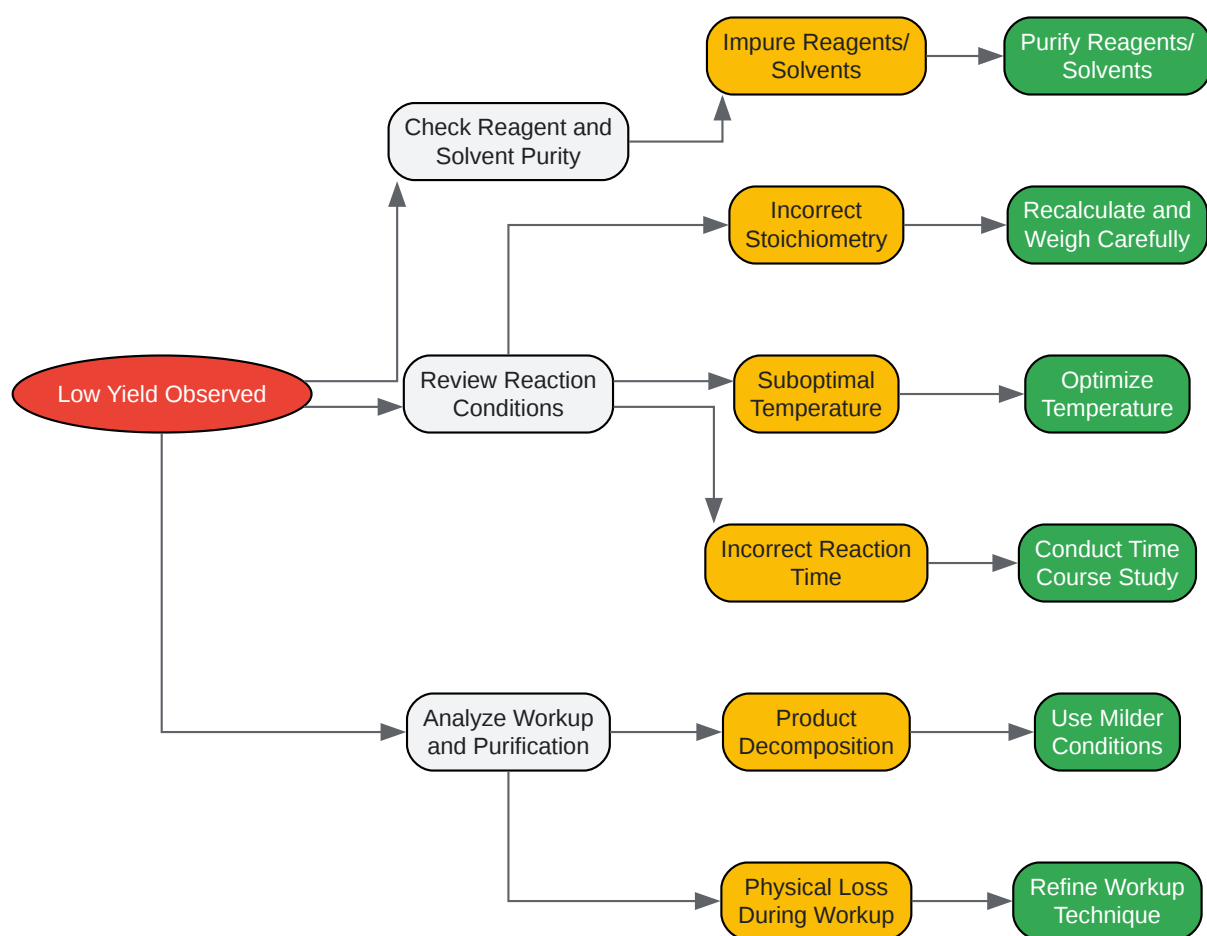 Low Yield Observed
Check Reagent and
Solvent Purity
Impure Reagents/
Solvents
Purify Reagents/
Solvents
Review Reaction
Conditions
Incorrect
Stoichiometry
Recalculate and
Weigh Carefully
Suboptimal
Temperature
Optimize
Temperature
Incorrect Reaction
Time
Conduct Time
Course Study
Analyze Workup
and Purification
Product
Decomposition
Use Milder
Conditions
Physical Loss
During Workup
Refine Workup
Technique